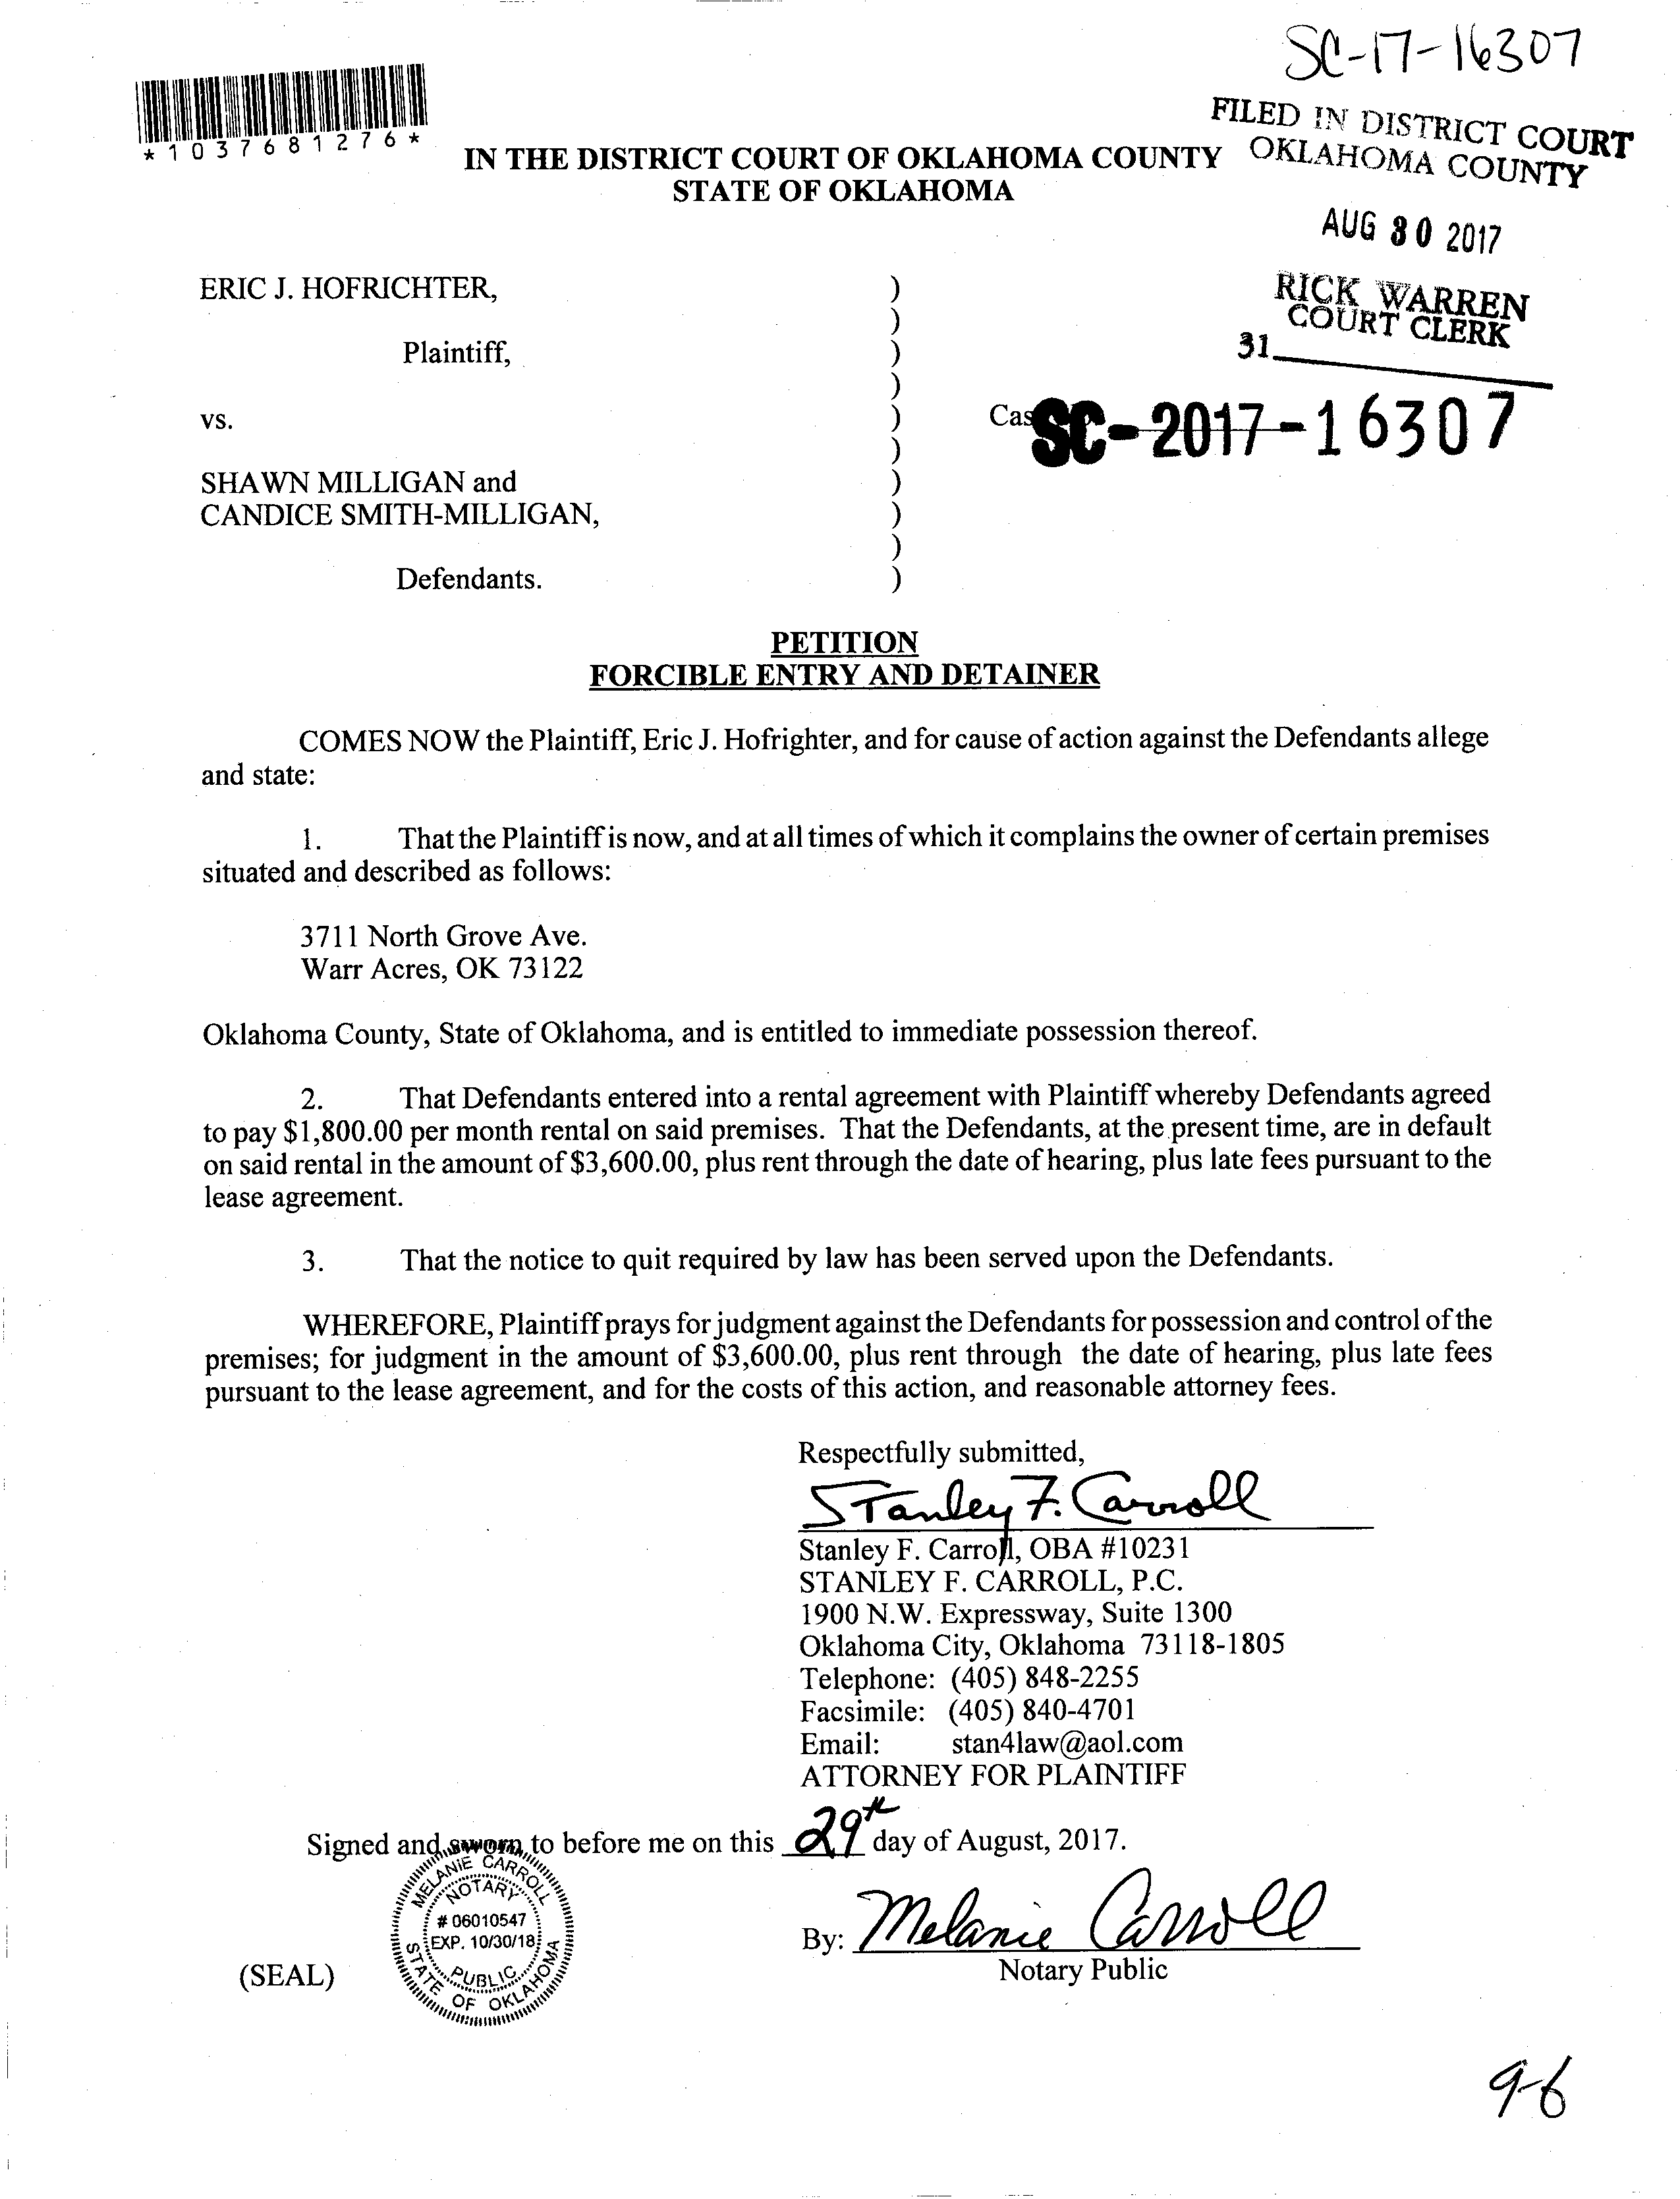 SC-17-16307
*1037681276*
FILED IN DISTRICT COURT
OKLAHOMA COUNTY
IN THE DISTRICT COURT OF OKLAHOMA COUNTY
STATE OF OKLAHOMA
AUG 30 2017
RICK WARREN
COURT CLERK
31
ERIC J. HOFRICHTER, )
)
Plaintiff, )
)
vs. ) Cas SC-2017-16307
)
SHAWN MILLIGAN and )
CANDICE SMITH-MILLIGAN, )
)
Defendants. )
PETITION
FORCIBLE ENTRY AND DETAINER
COMES NOW the Plaintiff, Eric J. Hofrighter, and for cause of action against the Defendants allege
and state:
1. That the Plaintiff is now, and at all times of which it complains the owner of certain premises
situated and described as follows:
3711 North Grove Ave.
Warr Acres, OK 73122
Oklahoma County, State of Oklahoma, and is entitled to immediate possession thereof.
2. That Defendants entered into a rental agreement with Plaintiff whereby Defendants agreed
to pay $1,800.00 per month rental on said premises. That the Defendants, at the present time, are in default
on said rental in the amount of $3,600.00, plus rent through the date of hearing, plus late fees pursuant to the
lease agreement.
3. That the notice to quit required by law has been served upon the Defendants.
WHEREFORE, Plaintiff prays for judgment against the Defendants for possession and control of the
premises; for judgment in the amount of $3,600.00, plus rent through the date of hearing, plus late fees
pursuant to the lease agreement, and for the costs of this action, and reasonable attorney fees.
Respectfully submitted,
Stanley F. Carroll
Stanley F. Carroll, OBA #10231
STANLEY F. CARROLL, P.C.
1900 N.W. Expressway, Suite 1300
Oklahoma City, Oklahoma 73118-1805
Telephone: (405) 848-2255
Facsimile: (405) 840-4701
Email: stan4law@aol.com
ATTORNEY FOR PLAINTIFF
Signed and sworn to before me on this 29th day of August, 2017.
MELANIE CARROLL
NOTARY
# 06010547
EXP. 10/30/18
PUBLIC
STATE OF OKLAHOMA
By: Melanie Carroll
(SEAL)
Notary Public
9-6